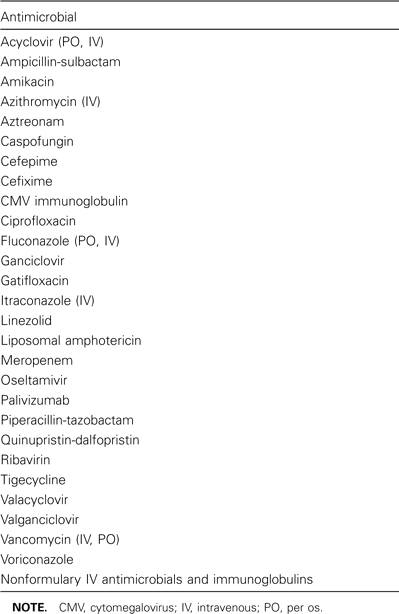 Antimicrobial
Acyclovir (PO, IV)
Ampicillin-sulbactam
Amikacin
Azithromycin (IV)
Aztreonam
Caspofungin
Cefepime
Cefixime
CMV immunoglobulin
Ciprofloxacin
Fluconazole (PO, IV)
Ganciclovir
Gatifloxacin
Itraconazole (IV)
Linezolid
Liposomal amphotericin
Meropenem
Oseltamivir
Palivizumab
Piperacillin-tazobactam
Quinupristin-dalfopristin
Ribavirin
Tigecycline
Valacyclovir
Valganciclovir
Vancomycin (IV, PO)
Voriconazole
Nonformulary IV antimicrobials and immunoglobulins
NOTE. CMV, cytomegalovirus; IV, intravenous; PO, per os.